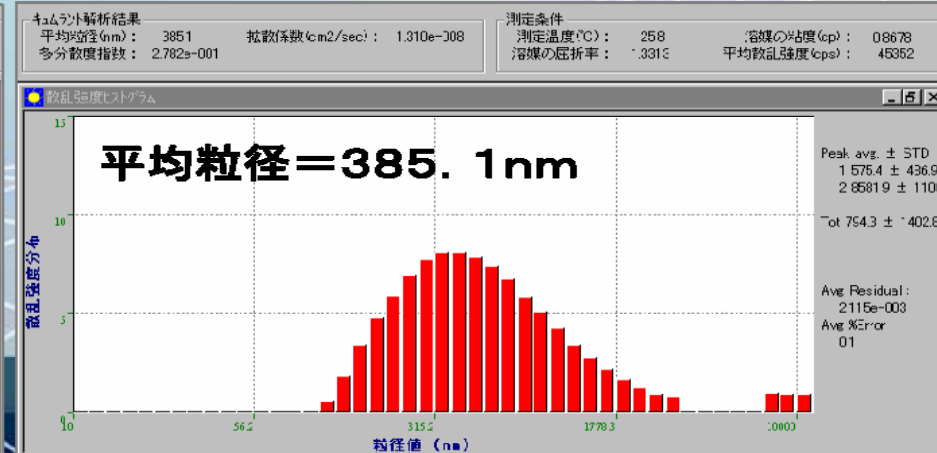 キュムラント解析結果
平均粒径(nm): 3851 拡散係数(cm2/sec): 1.310e-008
多分散度指数: 2.782e-001
測定条件
測定温度(℃): 258 溶媒の粘度(cp): 08678
溶媒の屈折率: .3313 平均散乱強度(cps): 45352
散乱強度ヒストグラム
平均粒径=385. 1nm
15
10
5
0
散乱強度分布
10 56.2 315.2 1778.3 10000
粒径値 (nm)
Peak avg. ± STD
1 575.4 ± 436.9
2 8581.9 ± 110
Tot 794.3 ± 1402.8
Avg Residual:
2115e-003
Avg %Error
01